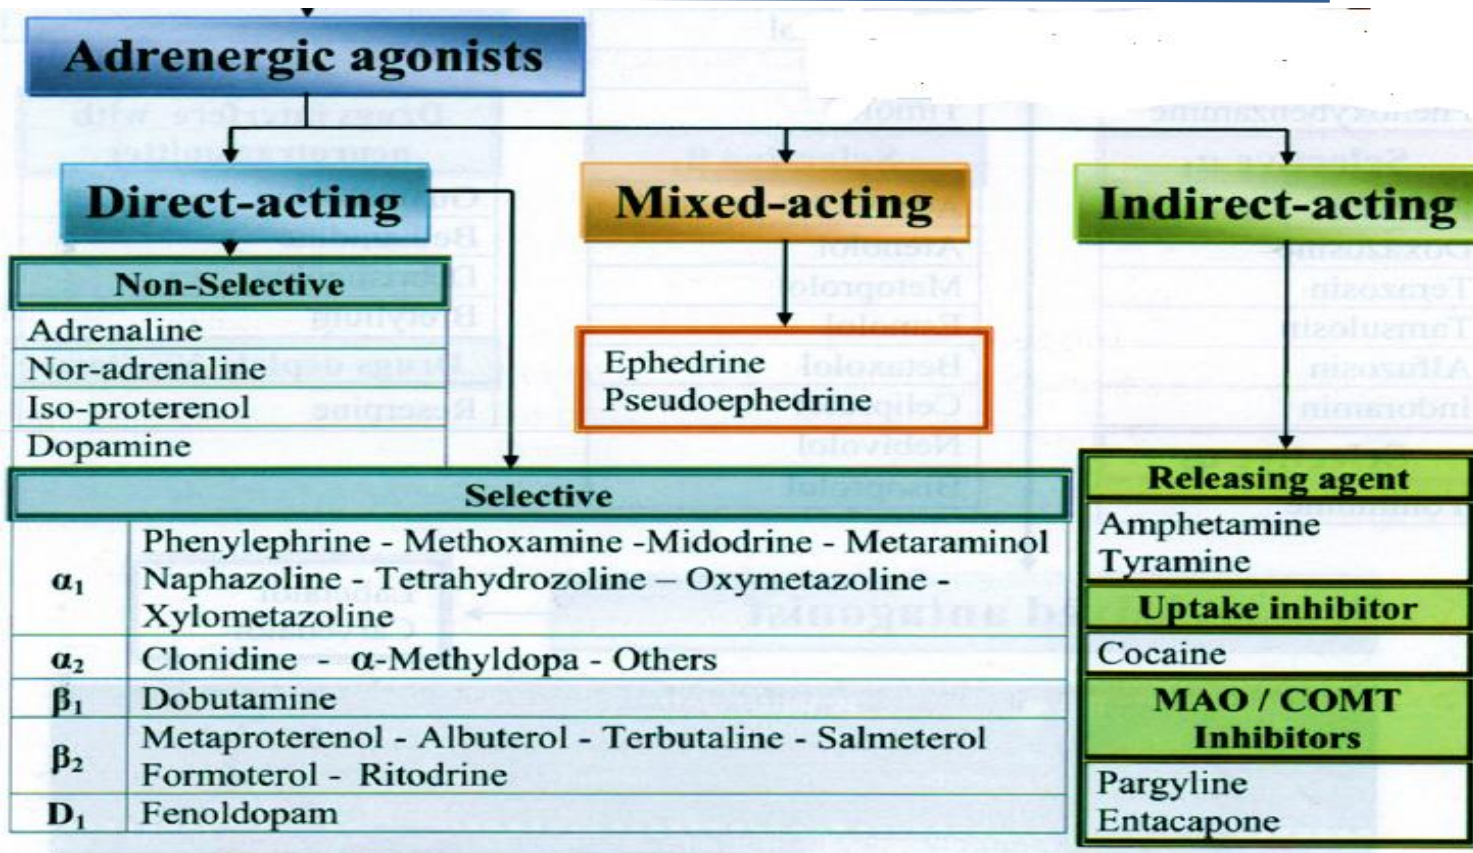 Adrenergic agonists
Direct-acting
Mixed-acting
Indirect-acting
Non-Selective
Adrenaline
Nor-adrenaline
Iso-proterenol
Dopamine
Ephedrine
Pseudoephedrine
Selective
α₁
Phenylephrine - Methoxamine -Midodrine - Metaraminol
Naphazoline - Tetrahydrozoline – Oxymetazoline -
Xylometazoline
α₂ Clonidine - α-Methyldopa - Others
β₁ Dobutamine
β₂
Metaproterenol - Albuterol - Terbutaline - Salmeterol
Formoterol - Ritodrine
D₁ Fenoldopam
Releasing agent
Amphetamine
Tyramine
Uptake inhibitor
Cocaine
MAO / COMT
Inhibitors
Pargyline
Entacapone